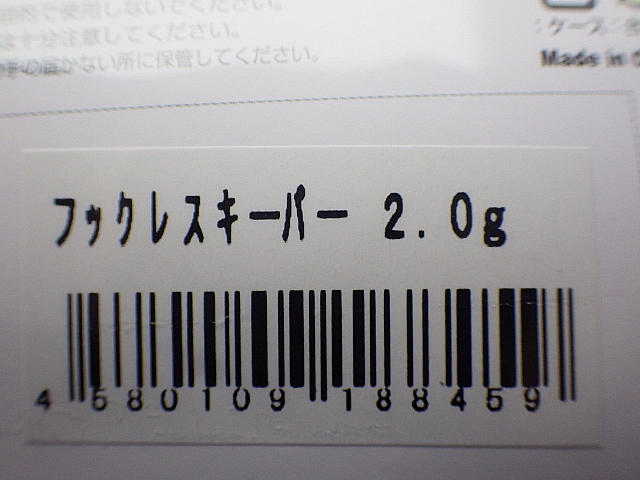 で使用しないでください。
は十分注意してください。
手の届かない所に保管してください。
Made in
フックレスキーパー 2.0g
4 580109 188459